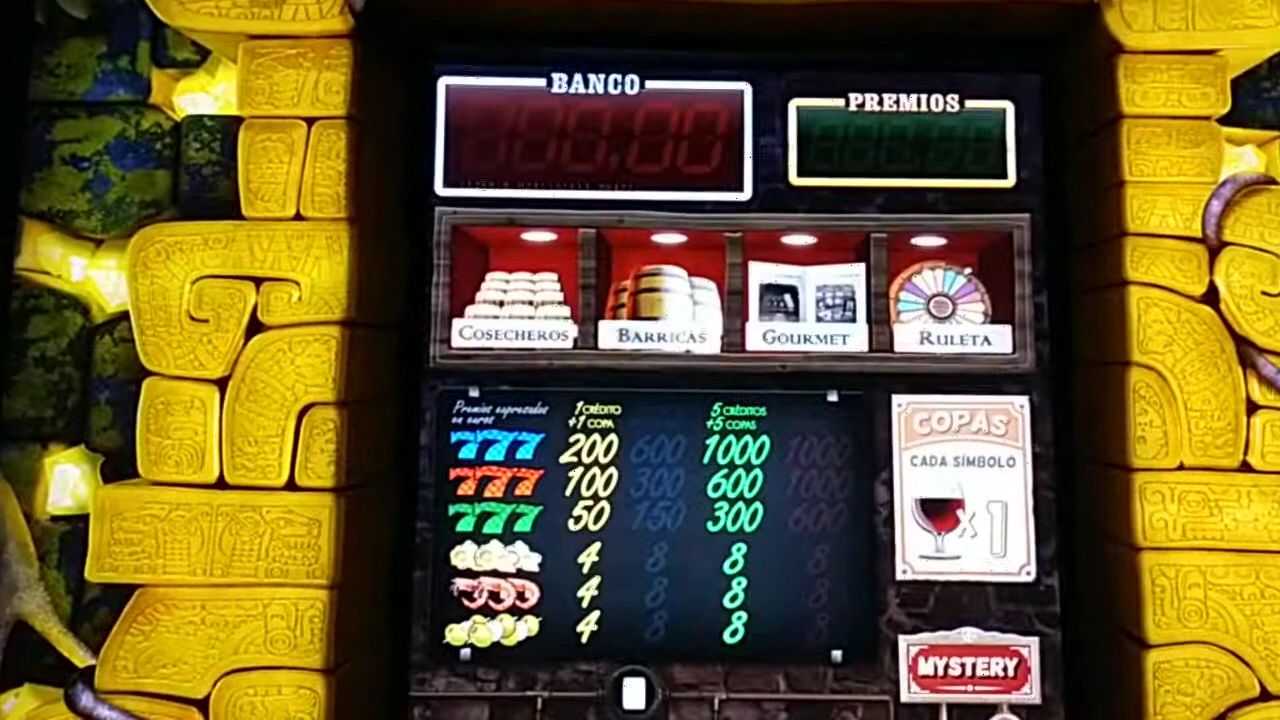 BANCO
PREMIOS
COSECHEROS
BARRICAS
GOURMET
RULETA
Premios expresados en euros
1 CRÉDITO +1 COPA
5 CRÉDITOS +5 COPAS
777 200 600 1000 1000
777 100 300 600 1000
777 50 150 300 600
4 8 8 8
4 8 8 8
4 8 8 8
COPAS
CADA SÍMBOLO
x 1
MYSTERY